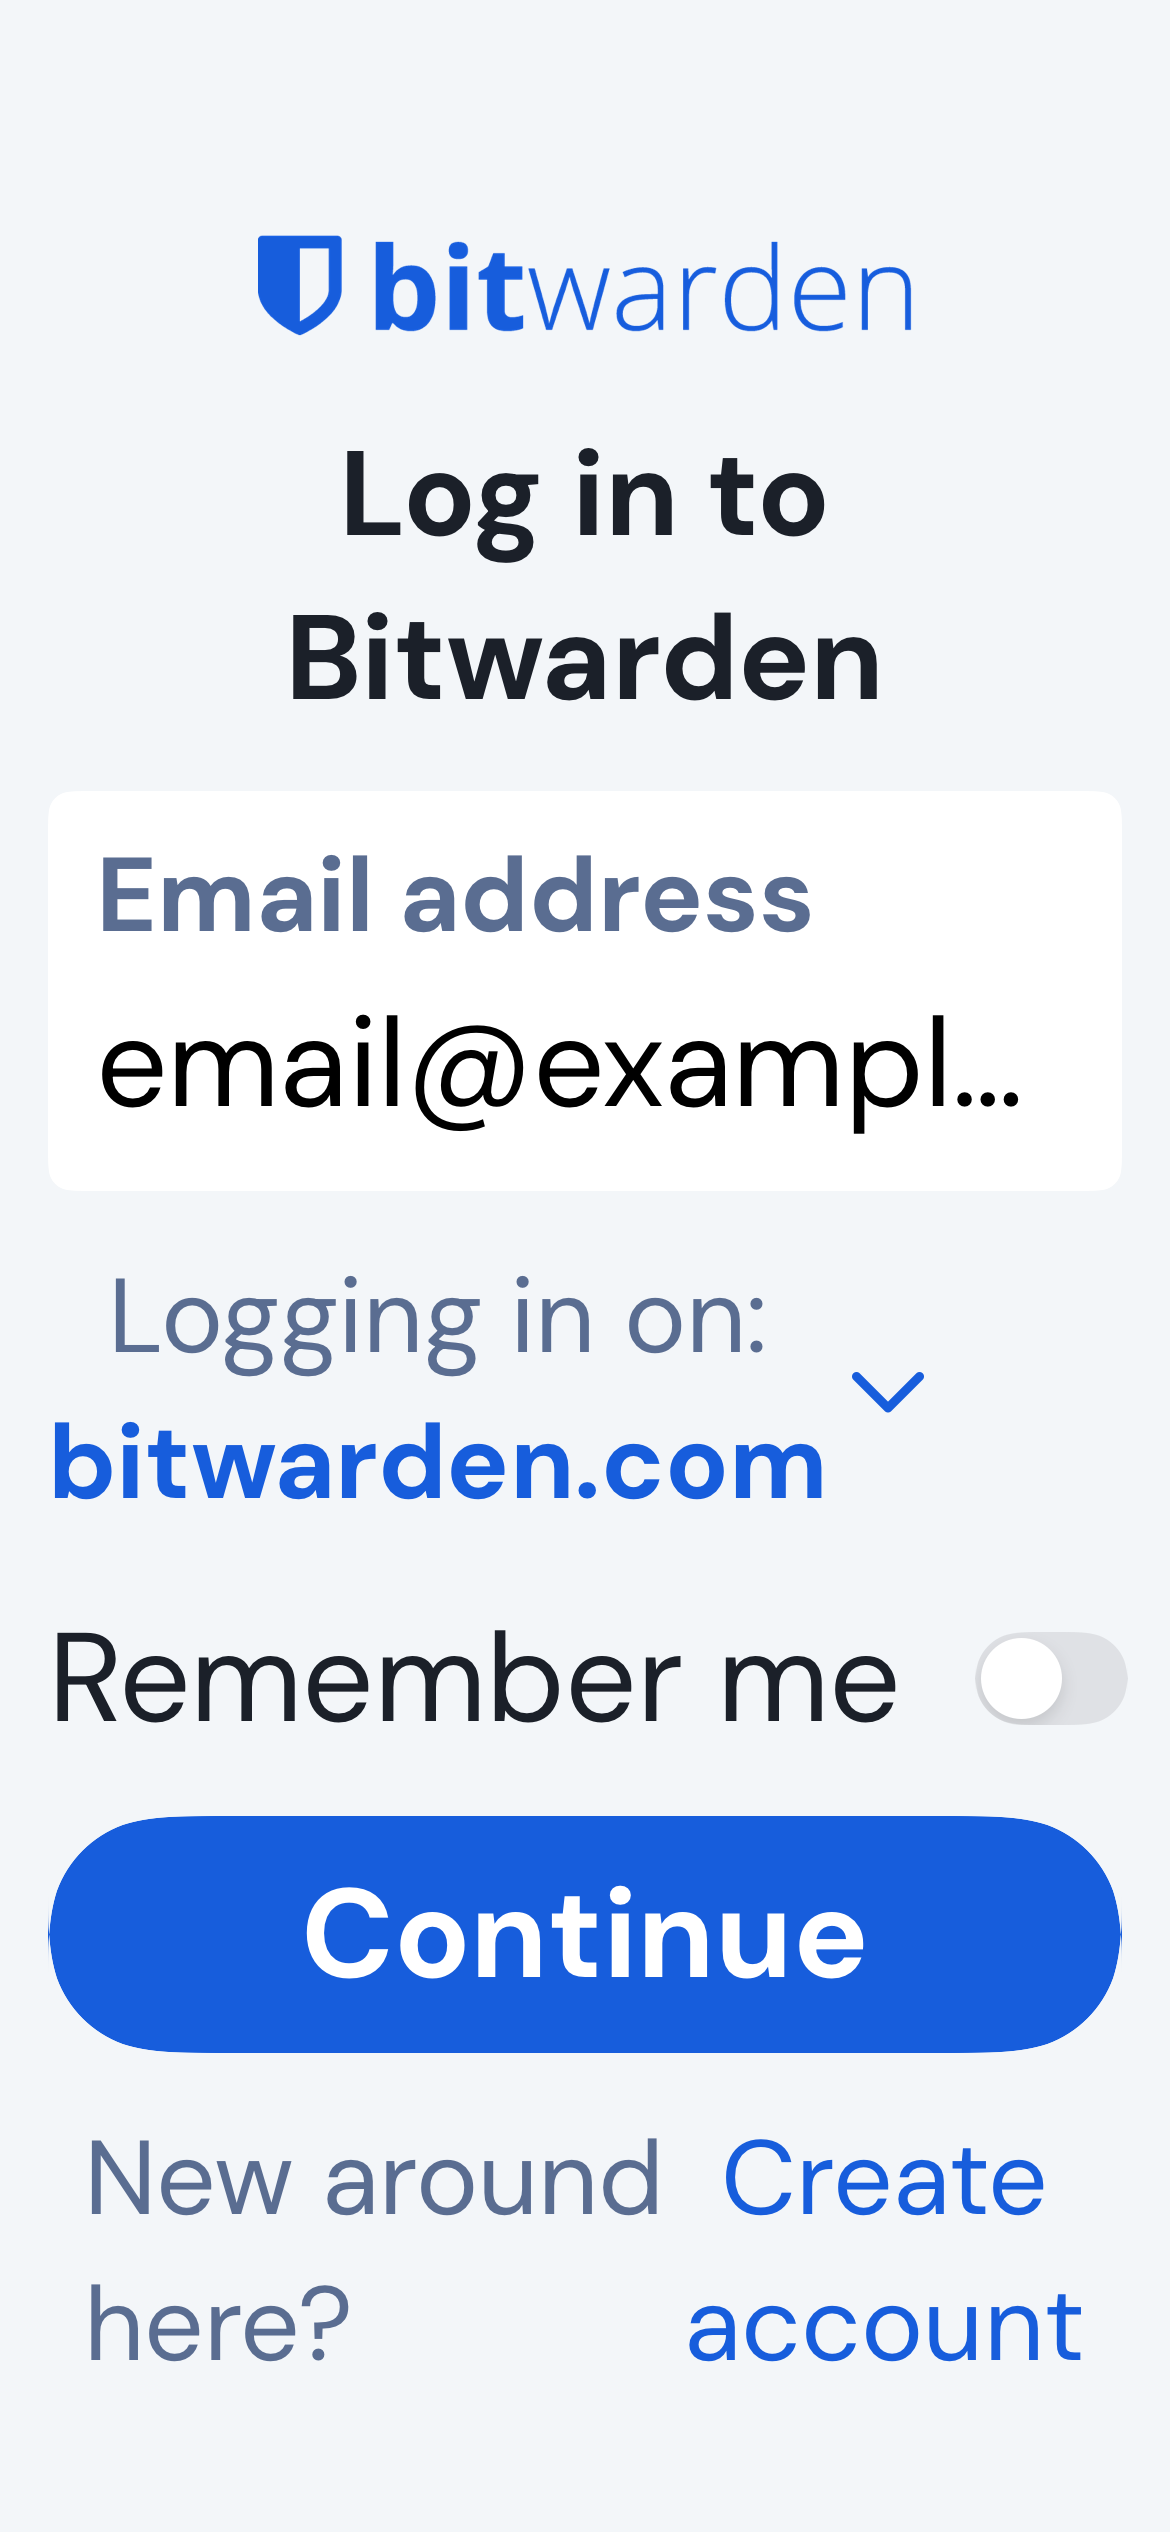 bitwarden
Log in to
Bitwarden
Email address
email@exampl...
Logging in on:
bitwarden.com
Remember me
Continue
New around
here?
Create
account